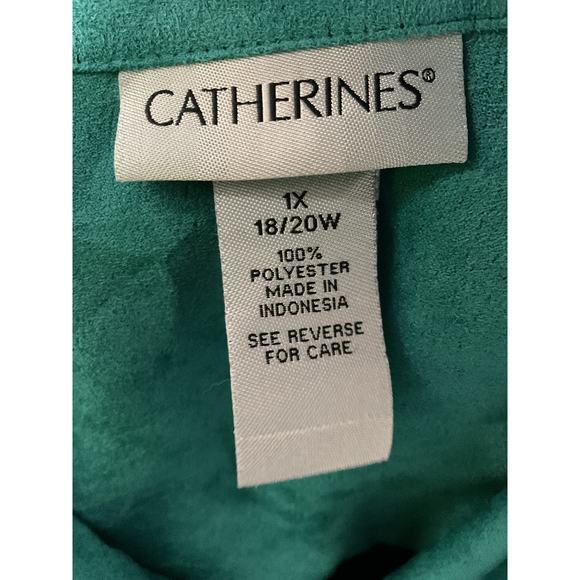 CATHERINES®
1X
18/20W
100%
POLYESTER
MADE IN
INDONESIA
SEE REVERSE
FOR CARE